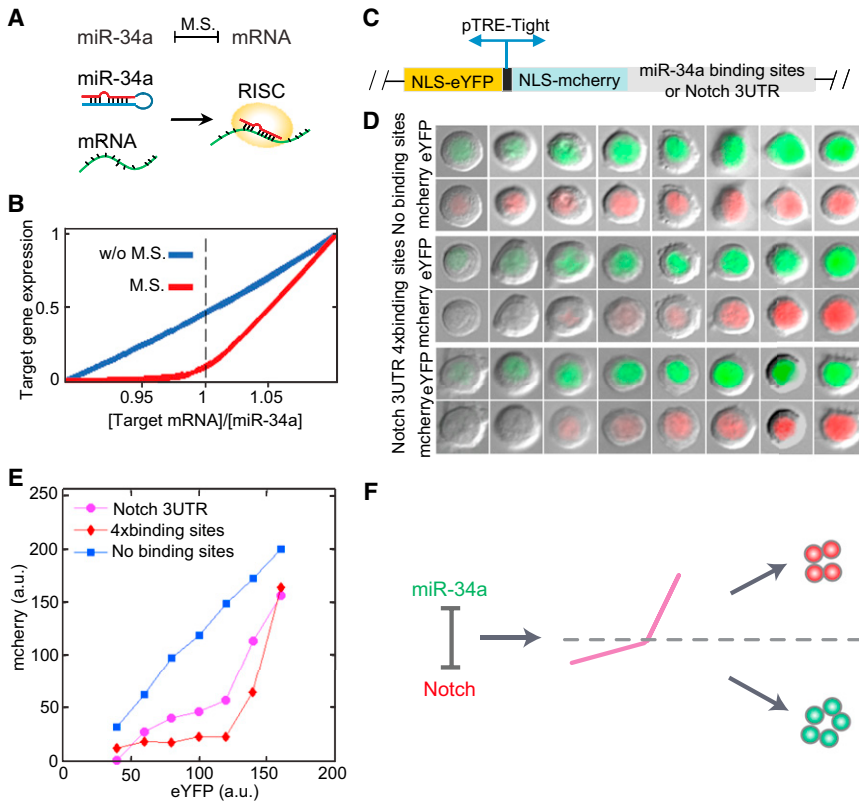 A
miR-34a M.S. mRNA
miR-34a
mRNA
RISC
B
Target gene expression
1
0.5
0
w/o M.S.
M.S.
0.95 1 1.05
[Target mRNA]/[miR-34a]
C
pTRE-Tight
NLS-eYFP
NLS-mcherry
miR-34a binding sites
or Notch 3UTR
D
No binding sites
eYFP
mcherry
4xbinding sites
eYFP
mcherry
Notch 3UTR
eYFP
mcherry
E
mcherry (a.u.)
250
200
150
100
50
0
Notch 3UTR
4xbinding sites
No binding sites
0 50 100 150 200
eYFP (a.u.)
F
miR-34a
Notch